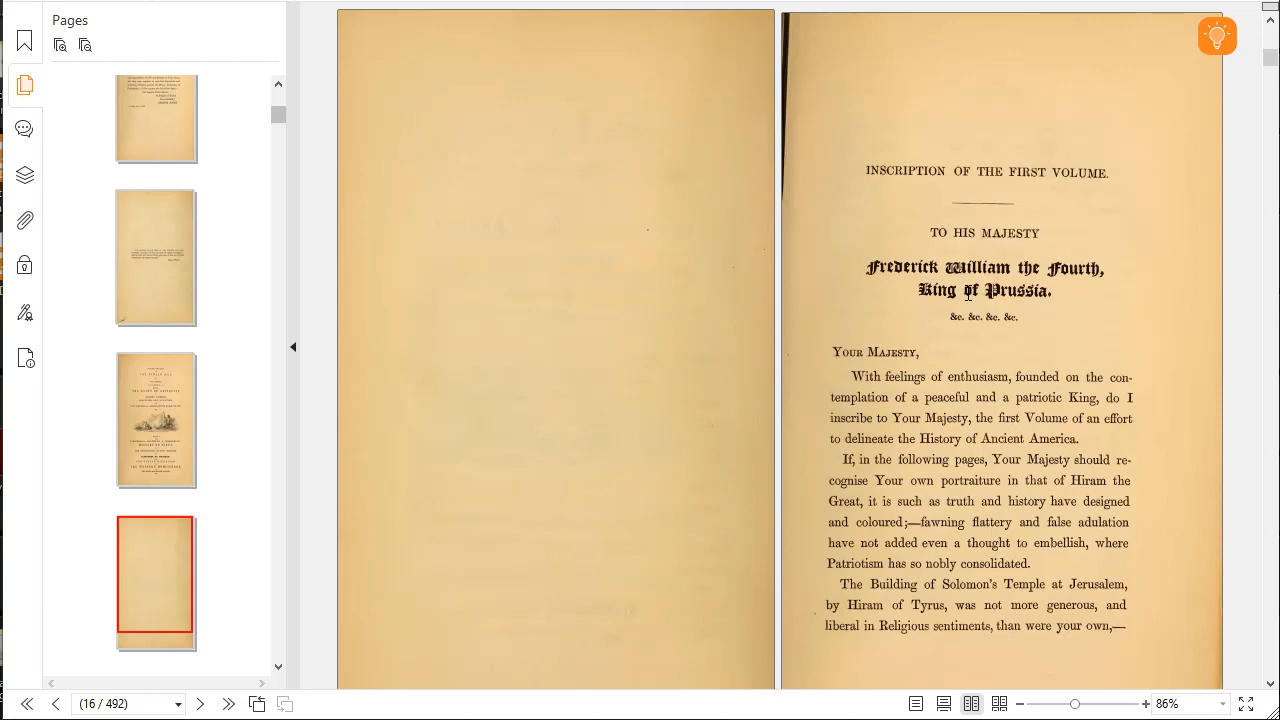 Pages
INSCRIPTION OF THE FIRST VOLUME.
TO HIS MAJESTY
Frederick William the Fourth,
King of Prussia.
&c. &c. &c. &c.
YOUR MAJESTY,
With feelings of enthusiasm, founded on the con-
templation of a peaceful and a patriotic King, do I
inscribe to Your Majesty, the first Volume of an effort
to delineate the History of Ancient America.
If, in the following pages, Your Majesty should re-
cognise Your own portraiture in that of Hiram the
Great, it is such as truth and history have designed
and coloured;—fawning flattery and false adulation
have not added even a thought to embellish, where
Patriotism has so nobly consolidated.
The Building of Solomon's Temple at Jerusalem,
by Hiram of Tyrus, was not more generous, and
liberal in Religious sentiments, than were your own,—
(16 / 492)
86%